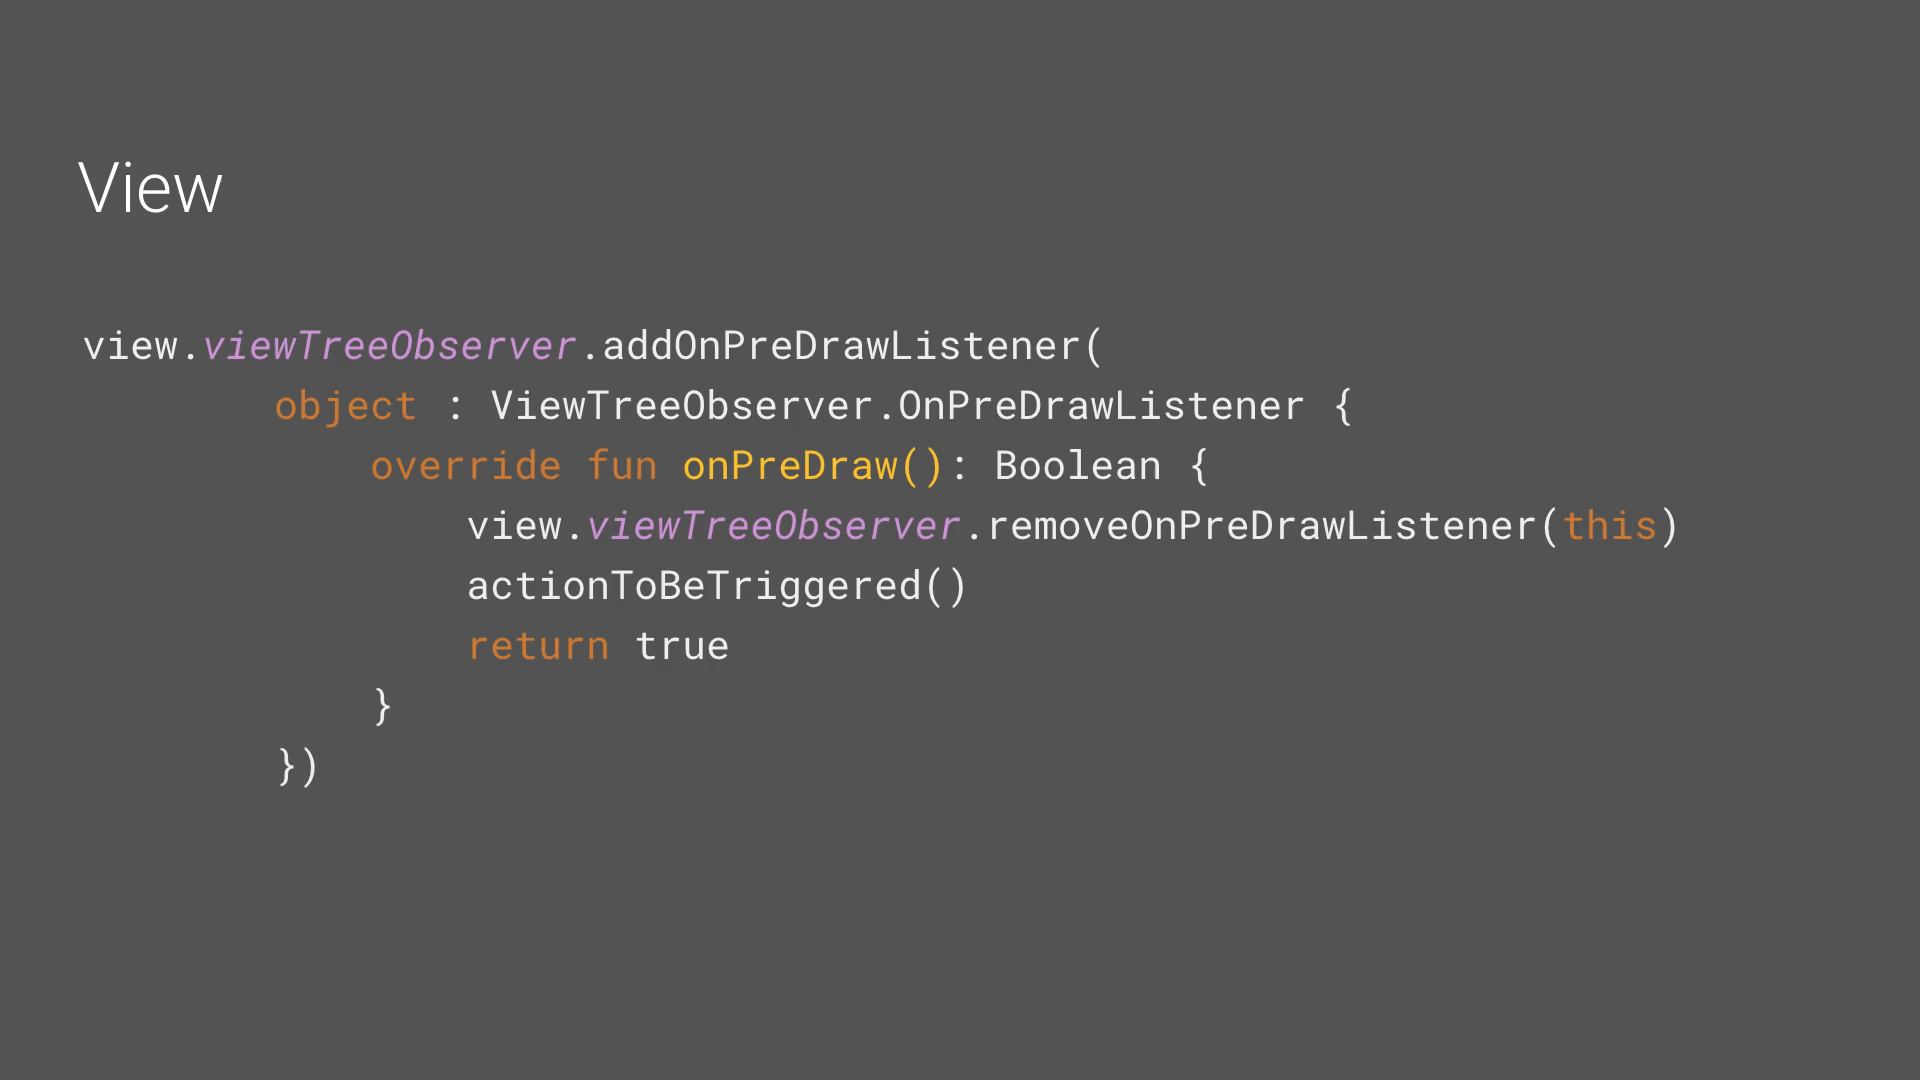 View
view.viewTreeObserver.addOnPreDrawListener(
object : ViewTreeObserver.OnPreDrawListener {
override fun onPreDraw(): Boolean {
view.viewTreeObserver.removeOnPreDrawListener(this)
actionToBeTriggered()
return true
}
})